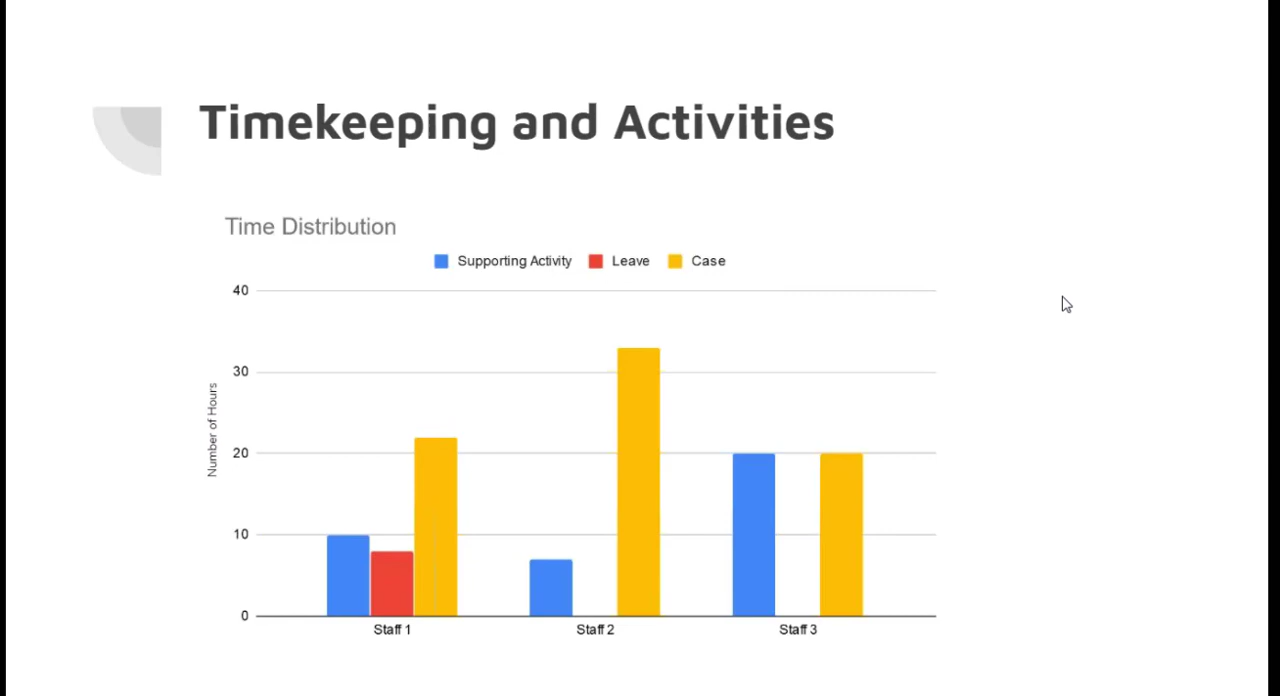 Timekeeping and Activities
Time Distribution
Supporting Activity Leave Case
40
30
20
10
0
Number of Hours
Staff 1 Staff 2 Staff 3